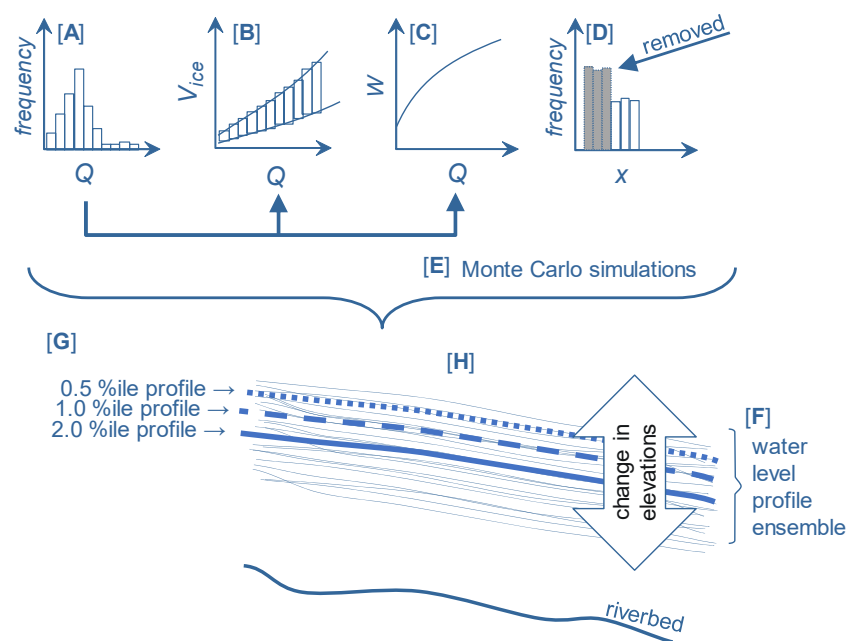 [A]
frequency
Q
[B]
V_ice
Q
[C]
W
Q
[D]
removed
frequency
x
[E] Monte Carlo simulations
[G]
[H]
0.5 %ile profile →
1.0 %ile profile →
2.0 %ile profile →
change in
elevations
[F]
water
level
profile
ensemble
riverbed